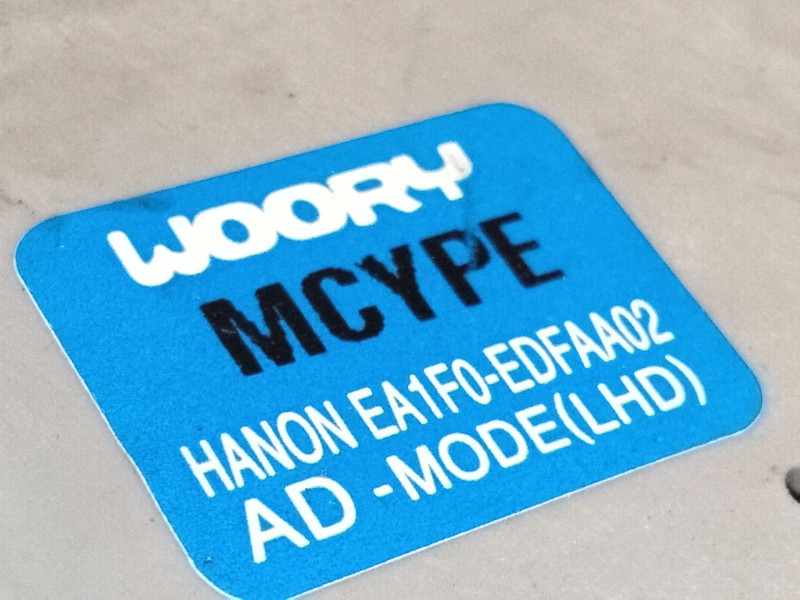 WOORY
MCYPE
HANON EA1F0-EDFAA02
AD -MODE(LHD)